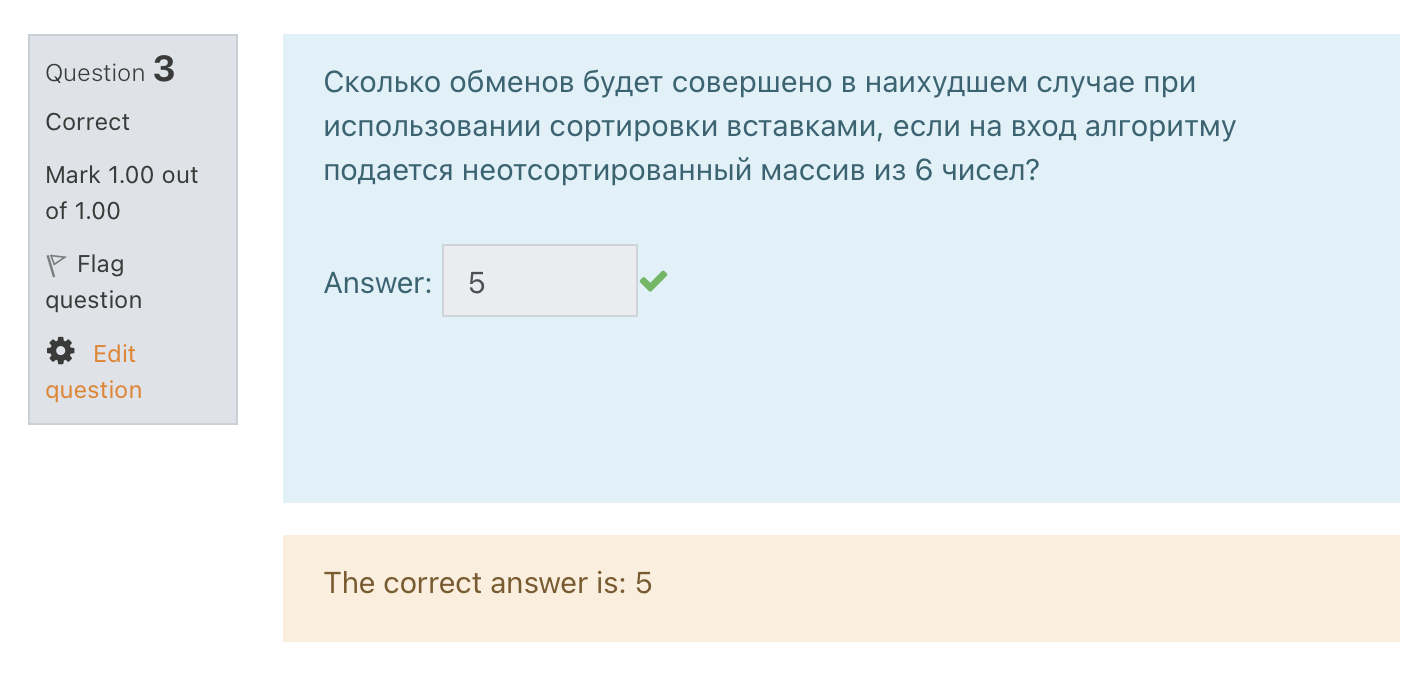 Question 3
Correct
Mark 1.00 out
of 1.00
Flag
question
Edit
question
Сколько обменов будет совершено в наихудшем случае при
использовании сортировки вставками, если на вход алгоритму
подается неотсортированный массив из 6 чисел?
Answer: 5
The correct answer is: 5